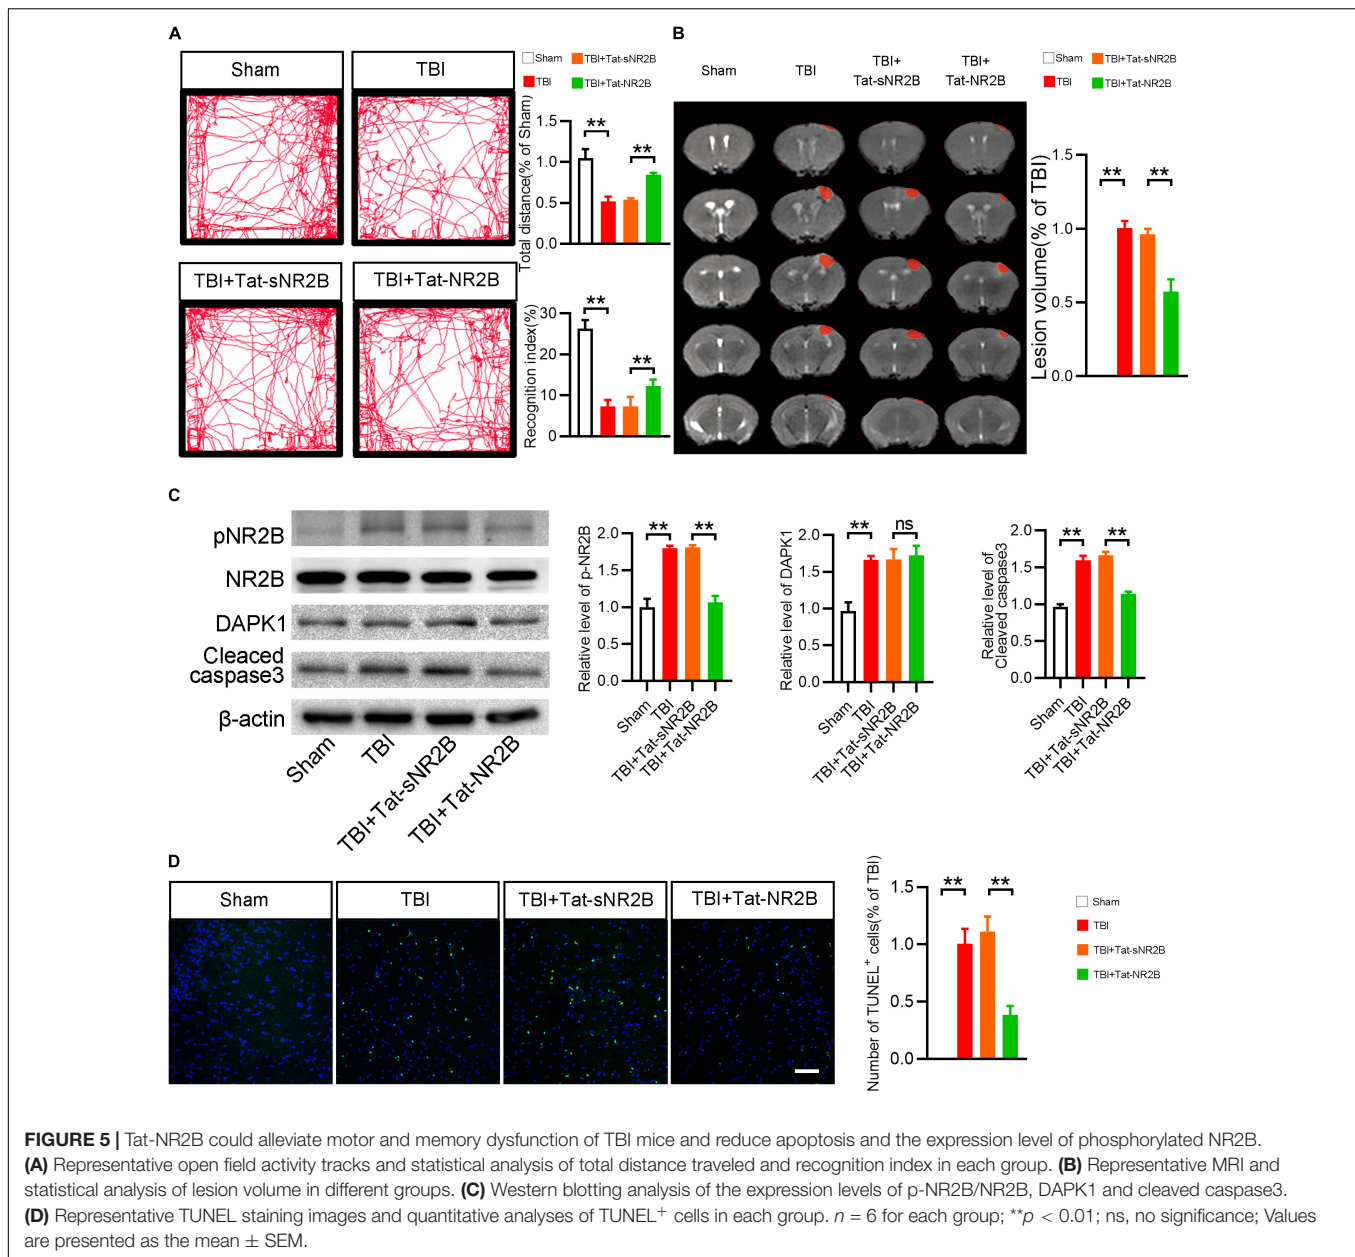 A
Sham
TBI
TBI+Tat-sNR2B
TBI+Tat-NR2B
Sham
TBI+Tat-sNR2B
TBI
TBI+Tat-NR2B
Total distance(% of Sham)
1.5
1.0
0.5
0.0
**
**
Recognition index(%)
30
20
10
0
**
**
B
Sham
TBI
TBI+
Tat-sNR2B
TBI+
Tat-NR2B
Sham
TBI+Tat-sNR2B
TBI
TBI+Tat-NR2B
Lesion volume(% of TBI)
1.5
1.0
0.5
0.0
**
**
C
pNR2B
NR2B
DAPK1
Cleaced
caspase3
β-actin
Sham
TBI
TBI+Tat-sNR2B
TBI+Tat-NR2B
Relative level of p-NR2B
2.0
1.5
1.0
0.5
0.0
**
**
Sham
TBI
TBI+Tat-sNR2B
TBI+Tat-NR2B
Relative level of DAPK1
2.0
1.5
1.0
0.5
0.0
**
ns
Sham
TBI
TBI+Tat-sNR2B
TBI+Tat-NR2B
Relative level of
Cleaved caspase3
2.0
1.5
1.0
0.5
0.0
**
**
Sham
TBI
TBI+Tat-sNR2B
TBI+Tat-NR2B
D
Sham
TBI
TBI+Tat-sNR2B
TBI+Tat-NR2B
Number of TUNEL⁺ cells(% of TBI)
1.5
1.0
0.5
0.0
**
**
Sham
TBI
TBI+Tat-sNR2B
TBI+Tat-NR2B
FIGURE 5 | Tat-NR2B could alleviate motor and memory dysfunction of TBI mice and reduce apoptosis and the expression level of phosphorylated NR2B.
(A) Representative open field activity tracks and statistical analysis of total distance traveled and recognition index in each group. (B) Representative MRI and
statistical analysis of lesion volume in different groups. (C) Western blotting analysis of the expression levels of p-NR2B/NR2B, DAPK1 and cleaved caspase3.
(D) Representative TUNEL staining images and quantitative analyses of TUNEL⁺ cells in each group. n = 6 for each group; **p < 0.01; ns, no significance; Values
are presented as the mean ± SEM.